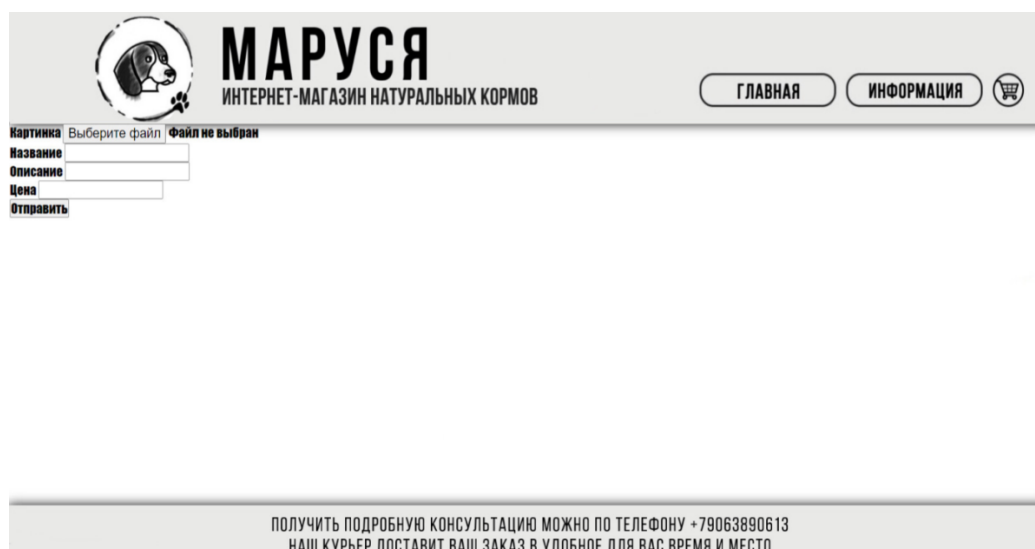 МАРУСЯ
ИНТЕРНЕТ-МАГАЗИН НАТУРАЛЬНЫХ КОРМОВ
ГЛАВНАЯ
ИНФОРМАЦИЯ
Картинка Выберите файл Файл не выбран
Название
Описание
Цена
Отправить
ПОЛУЧИТЬ ПОДРОБНУЮ КОНСУЛЬТАЦИЮ МОЖНО ПО ТЕЛЕФОНУ +79063890613
НАШ КУРЬЕР ДОСТАВИТ ВАШ ЗАКАЗ В УДОБНОЕ ДЛЯ ВАС ВРЕМЯ И МЕСТО